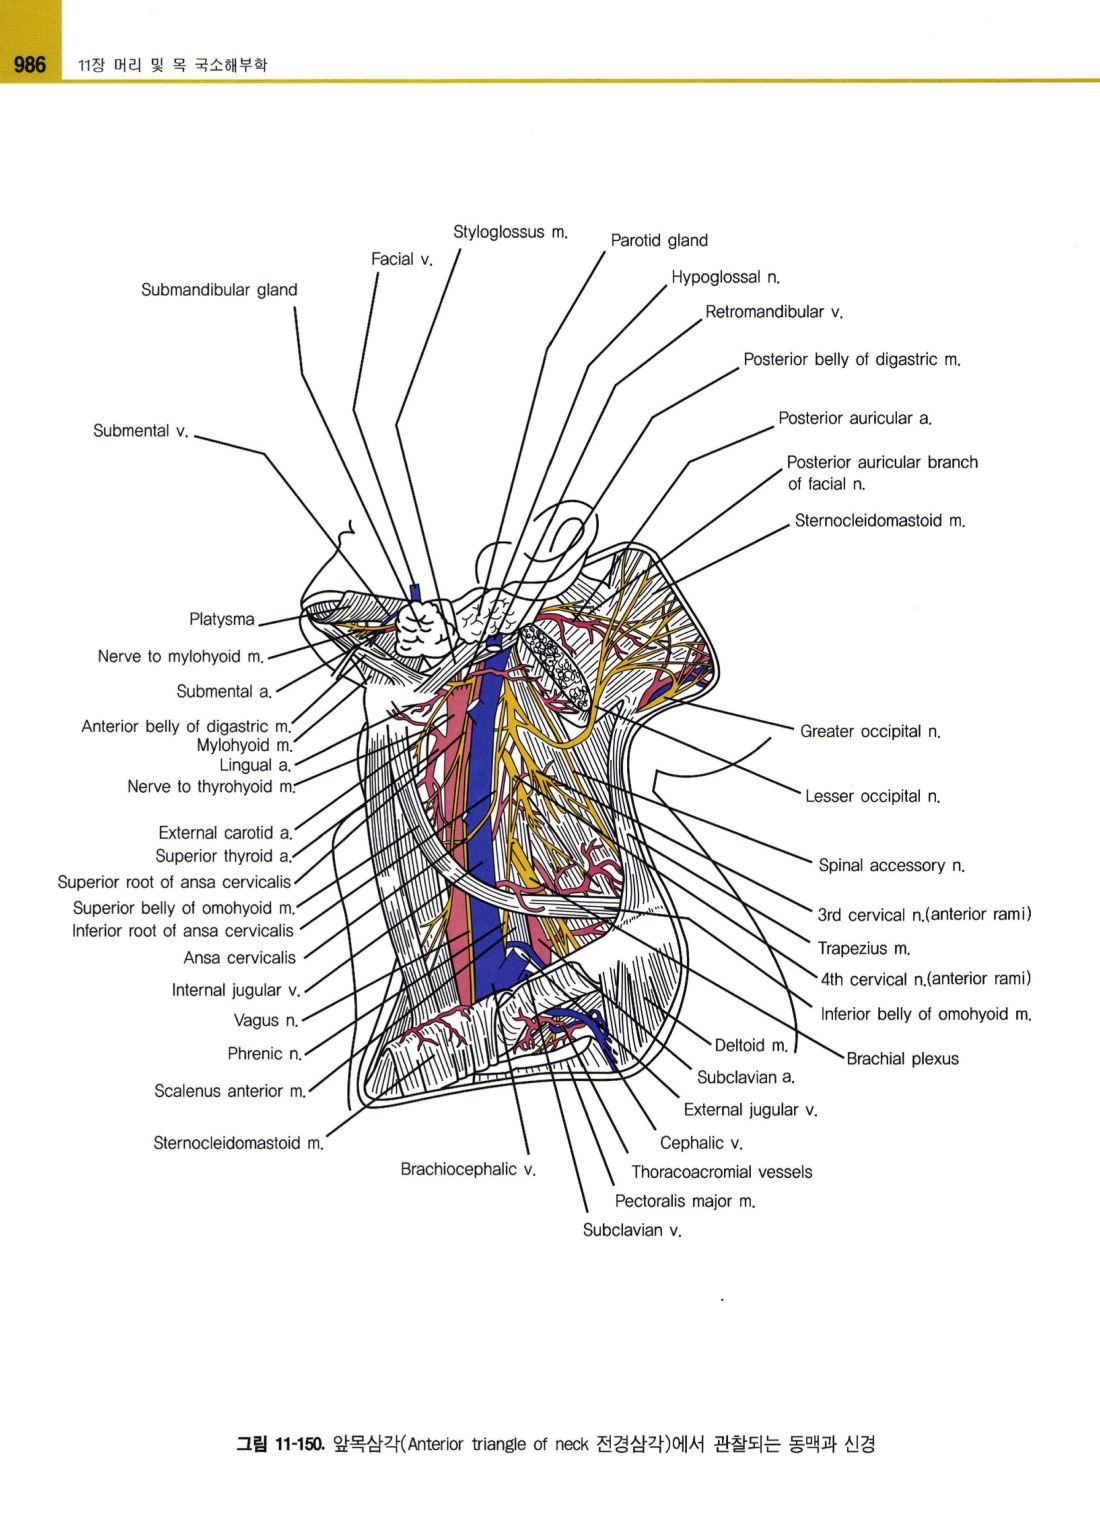 986
11장 머리 및 목 국소해부학
Styloglossus m.
Parotid gland
Facial v.
Hypoglossal n.
Submandibular gland
Retromandibular v.
Posterior belly of digastric m.
Posterior auricular a.
Submental v.
Posterior auricular branch
of facial n.
Sternocleidomastoid m.
Platysma
Nerve to mylohyoid m.
Submental a.
Anterior belly of digastric m.
Mylohyoid m.
Lingual a.
Nerve to thyrohyoid m.
External carotid a.
Superior thyroid a.
Superior root of ansa cervicalis
Superior belly of omohyoid m.
Inferior root of ansa cervicalis
Ansa cervicalis
Internal jugular v.
Vagus n.
Phrenic n.
Scalenus anterior m.
Sternocleidomastoid m.
Greater occipital n.
Lesser occipital n.
Spinal accessory n.
3rd cervical n.(anterior rami)
Trapezius m.
4th cervical n.(anterior rami)
Inferior belly of omohyoid m.
Deltoid m.
Brachial plexus
Subclavian a.
External jugular v.
Cephalic v.
Brachiocephalic v.
Thoracoacromial vessels
Pectoralis major m.
Subclavian v.
그림 11-150. 앞목삼각(Anterior triangle of neck 전경삼각)에서 관찰되는 동맥과 신경